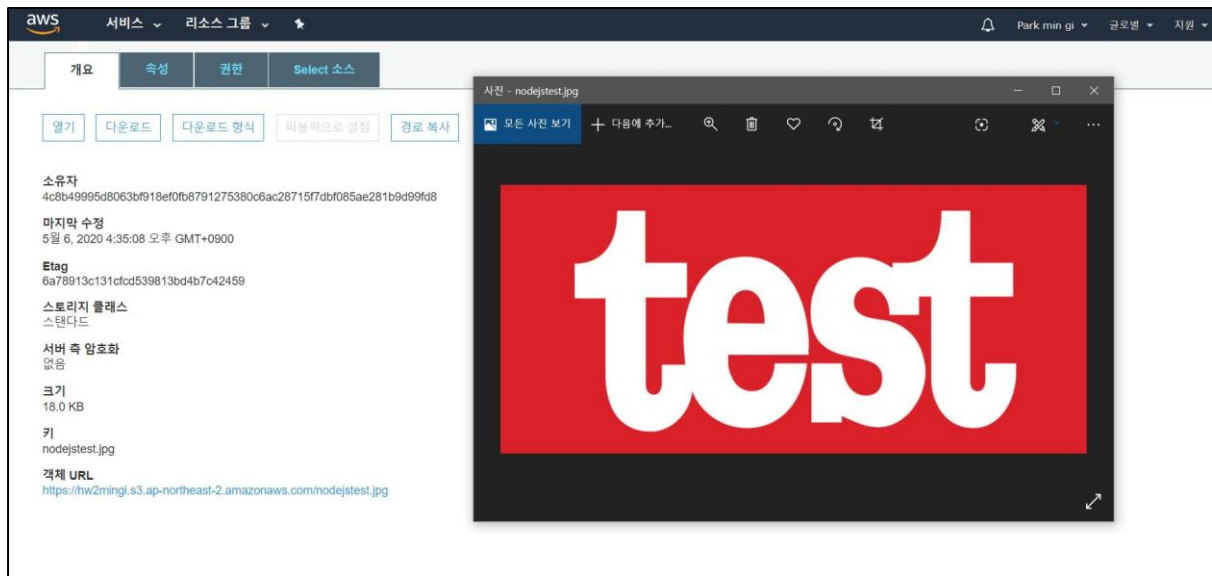 aws 서비스 리소스 그룹 Park min gi 글로벌 지원
개요 속성 권한 Select 소스
열기 다운로드 다운로드 형식 퍼블릭으로 설정 경로 복사
소유자
4c8b49995d8063bf918ef0fb8791275380c6ac28715f7dbf085ae281b9d99fd8
마지막 수정
5월 6, 2020 4:35:08 오후 GMT+0900
Etag
6a78913c131cfcd539813bd4b7c42459
스토리지 클래스
스탠다드
서버 측 암호화
없음
크기
18.0 KB
키
nodejstest.jpg
객체 URL
https://hw2mingi.s3.ap-northeast-2.amazonaws.com/nodejstest.jpg
사진 - nodejstest.jpg
모든 사진 보기 다음에 추가...
test